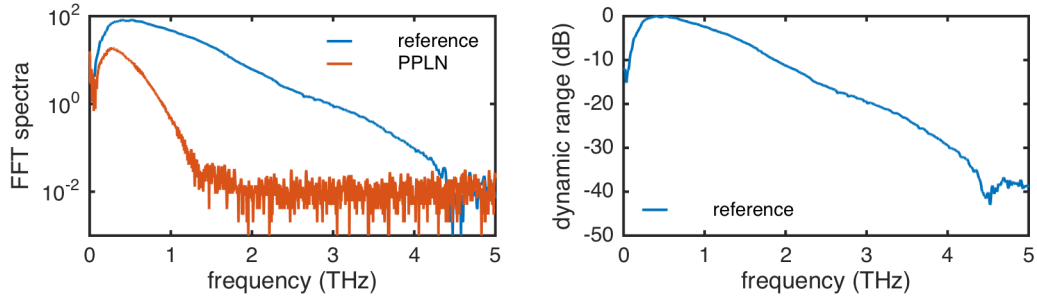 10^2
10^0
10^-2
FFT spectra
reference
PPLN
0 1 2 3 4 5
frequency (THz)
0
-10
-20
-30
-40
-50
dynamic range (dB)
reference
0 1 2 3 4 5
frequency (THz)